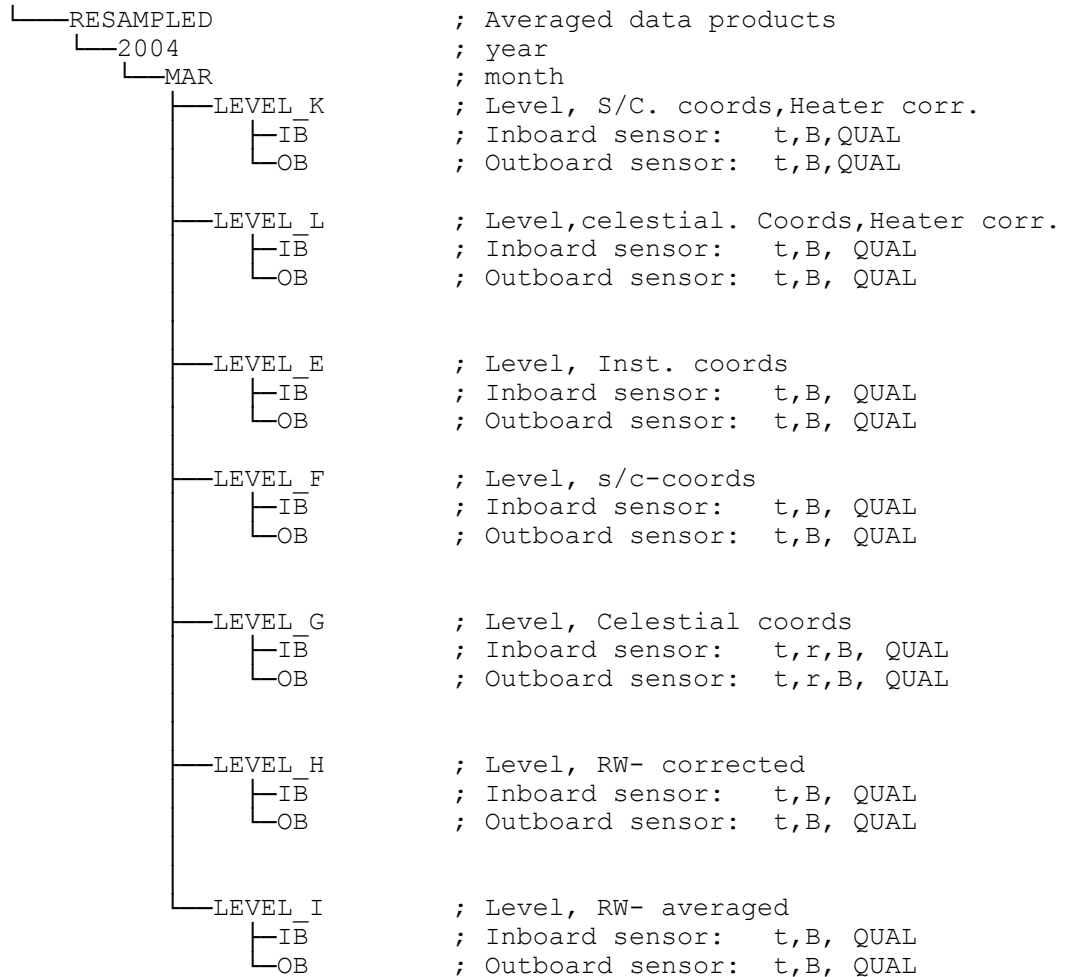 └───RESAMPLED ; Averaged data products
└──2004 ; year
└──MAR ; month
├──LEVEL_K ; Level, S/C. coords,Heater corr.
├─IB ; Inboard sensor: t,B,QUAL
└─OB ; Outboard sensor: t,B,QUAL
├──LEVEL_L ; Level,celestial. Coords,Heater corr.
├─IB ; Inboard sensor: t,B, QUAL
└─OB ; Outboard sensor: t,B, QUAL
├──LEVEL_E ; Level, Inst. coords
├─IB ; Inboard sensor: t,B, QUAL
└─OB ; Outboard sensor: t,B, QUAL
├──LEVEL_F ; Level, s/c-coords
├─IB ; Inboard sensor: t,B, QUAL
└─OB ; Outboard sensor: t,B, QUAL
├──LEVEL_G ; Level, Celestial coords
├─IB ; Inboard sensor: t,r,B, QUAL
└─OB ; Outboard sensor: t,r,B, QUAL
├──LEVEL_H ; Level, RW- corrected
├─IB ; Inboard sensor: t,B, QUAL
└─OB ; Outboard sensor: t,B, QUAL
└──LEVEL_I ; Level, RW- averaged
├─IB ; Inboard sensor: t,B, QUAL
└─OB ; Outboard sensor: t,B, QUAL